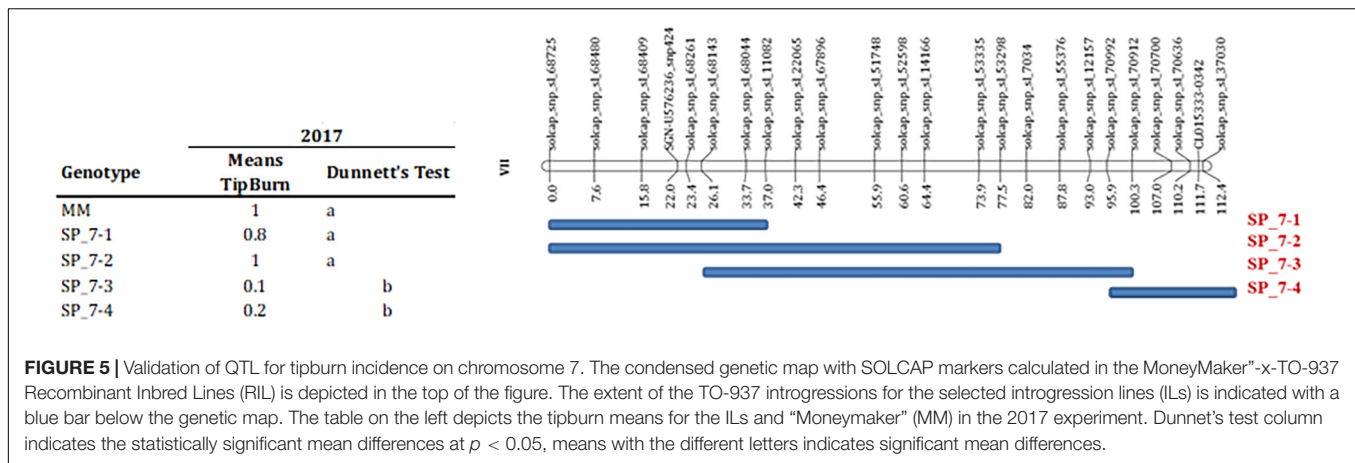 2017
Genotype Means TipBurn Dunnett's Test
MM 1 a
SP_7-1 0.8 a
SP_7-2 1 a
SP_7-3 0.1 b
SP_7-4 0.2 b
VII
solcap_snp_sl_68725
solcap_snp_sl_68480
solcap_snp_sl_68409
SGN-U576236_snp424
solcap_snp_sl_68261
solcap_snp_sl_68143
solcap_snp_sl_68044
solcap_snp_sl_11082
solcap_snp_sl_22065
solcap_snp_sl_67896
solcap_snp_sl_51748
solcap_snp_sl_52598
solcap_snp_sl_14166
solcap_snp_sl_53335
solcap_snp_sl_53298
solcap_snp_sl_7034
solcap_snp_sl_55376
solcap_snp_sl_12157
solcap_snp_sl_70992
solcap_snp_sl_70912
solcap_snp_sl_70700
solcap_snp_sl_70636
CL015333-0342
solcap_snp_sl_37030
0.0
7.6
15.8
22.0
23.4
26.1
33.7
37.0
42.3
46.4
55.9
60.6
64.4
73.9
77.5
82.0
87.8
93.0
95.9
100.3
107.0
110.2
111.7
112.4
SP_7-1
SP_7-2
SP_7-3
SP_7-4
FIGURE 5 | Validation of QTL for tipburn incidence on chromosome 7. The condensed genetic map with SOLCAP markers calculated in the MoneyMaker”-x-TO-937
Recombinant Inbred Lines (RIL) is depicted in the top of the figure. The extent of the TO-937 introgressions for the selected introgression lines (ILs) is indicated with a
blue bar below the genetic map. The table on the left depicts the tipburn means for the ILs and “Moneymaker” (MM) in the 2017 experiment. Dunnet’s test column
indicates the statistically significant mean differences at p < 0.05, means with the different letters indicates significant mean differences.